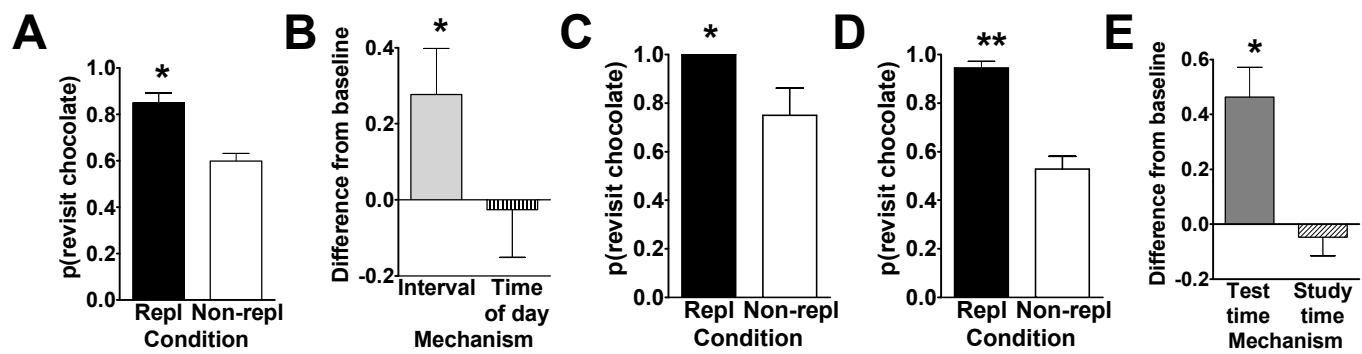 A
p(revisit chocolate)
1.0
0.8
0.6
0.4
0.2
0.0
*
Repl Non-repl
Condition
B
Difference from baseline
0.4
0.2
0.0
-0.2
*
Interval Time
of day
Mechanism
C
p(revisit chocolate)
1.0
0.8
0.6
0.4
0.2
0.0
*
Repl Non-repl
Condition
D
p(revisit chocolate)
1.0
0.8
0.6
0.4
0.2
0.0
**
Repl Non-repl
Condition
E
Difference from baseline
0.6
0.4
0.2
0.0
-0.2
*
Test Study
time time
Mechanism